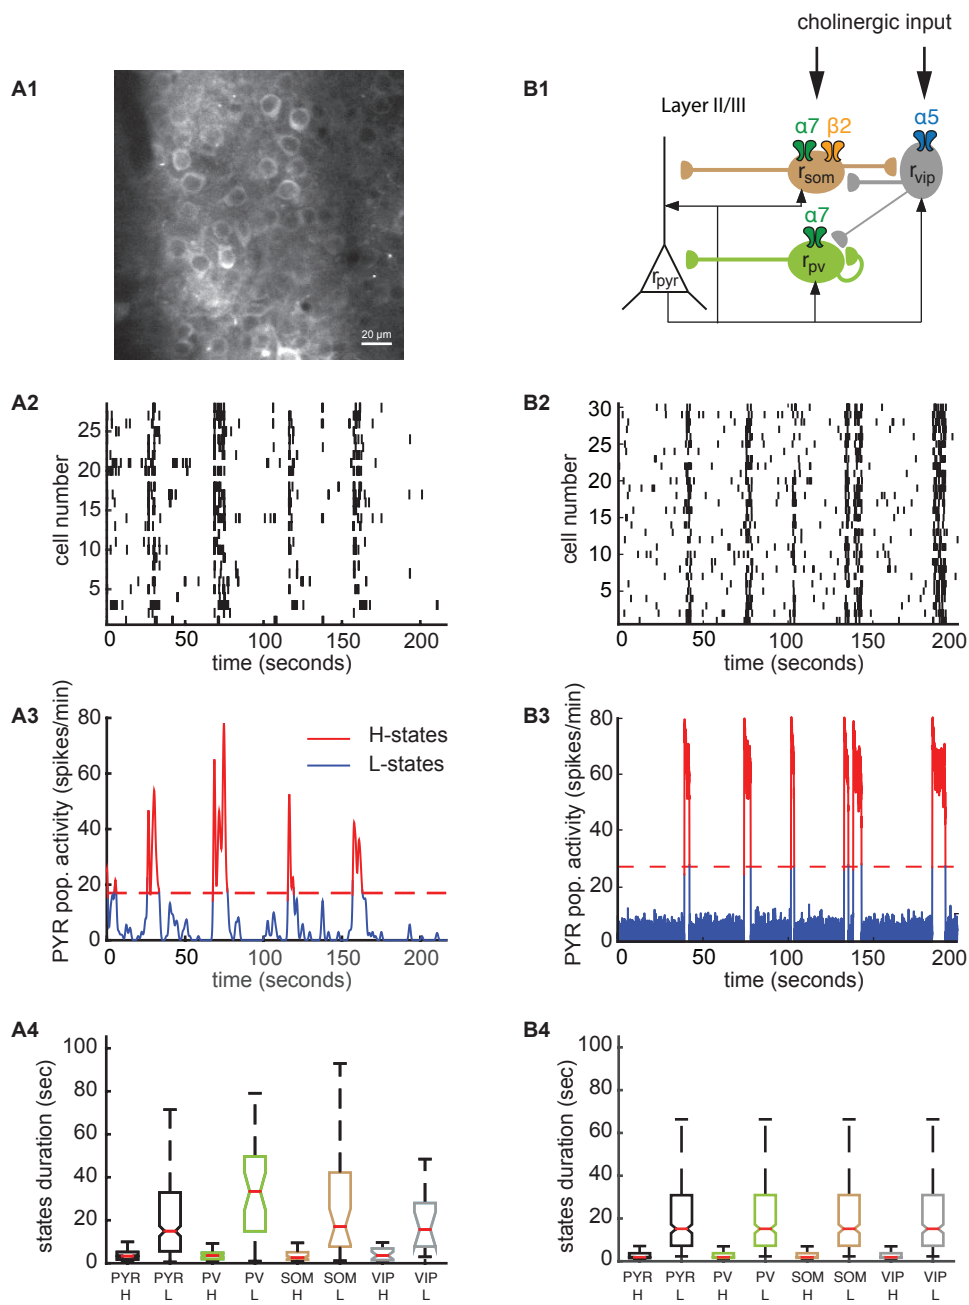 cholinergic input
A1
B1
Layer II/III
α7 β2
α5
r som
r vip
α7
r pyr
r pv
20 µm
A2
B2
cell number
25
20
15
10
5
0 50 100 150 200
time (seconds)
cell number
30
25
20
15
10
5
0 50 100 150 200
time (seconds)
A3
B3
PYR pop. activity (spikes/min)
80
60
40
20
0
H-states
L-states
0 50 100 150 200
time (seconds)
PYR pop. activity (spikes/min)
80
60
40
20
0
0 50 100 150 200
time (seconds)
A4
B4
states duration (sec)
100
80
60
40
20
0
PYR PYR PV PV SOM SOM VIP VIP
H L H L H L H L
states duration (sec)
100
80
60
40
20
0
PYR PYR PV PV SOM SOM VIP VIP
H L H L H L H L